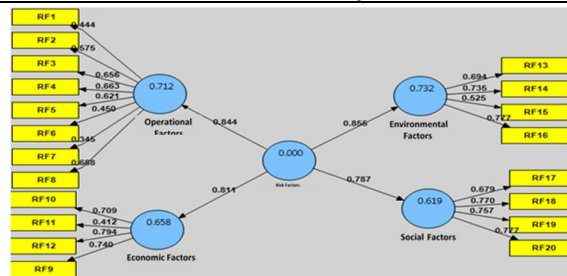 RF1
0.444
RF2
0.575
RF3
0.656
RF4
0.663
RF5
0.621
RF6
0.450
RF7
0.345
RF8
0.688
0.712
Operational
Factors
0.844
RF10
0.709
RF11
0.412
RF12
0.794
RF9
0.740
0.658
Economic Factors
0.811
0.000
Risk Factors
0.855
0.732
Environmental
Factors
0.694
RF13
0.735
RF14
0.525
RF15
0.777
RF16
0.787
0.619
Social Factors
0.679
RF17
0.770
RF18
0.757
RF19
0.777
RF20